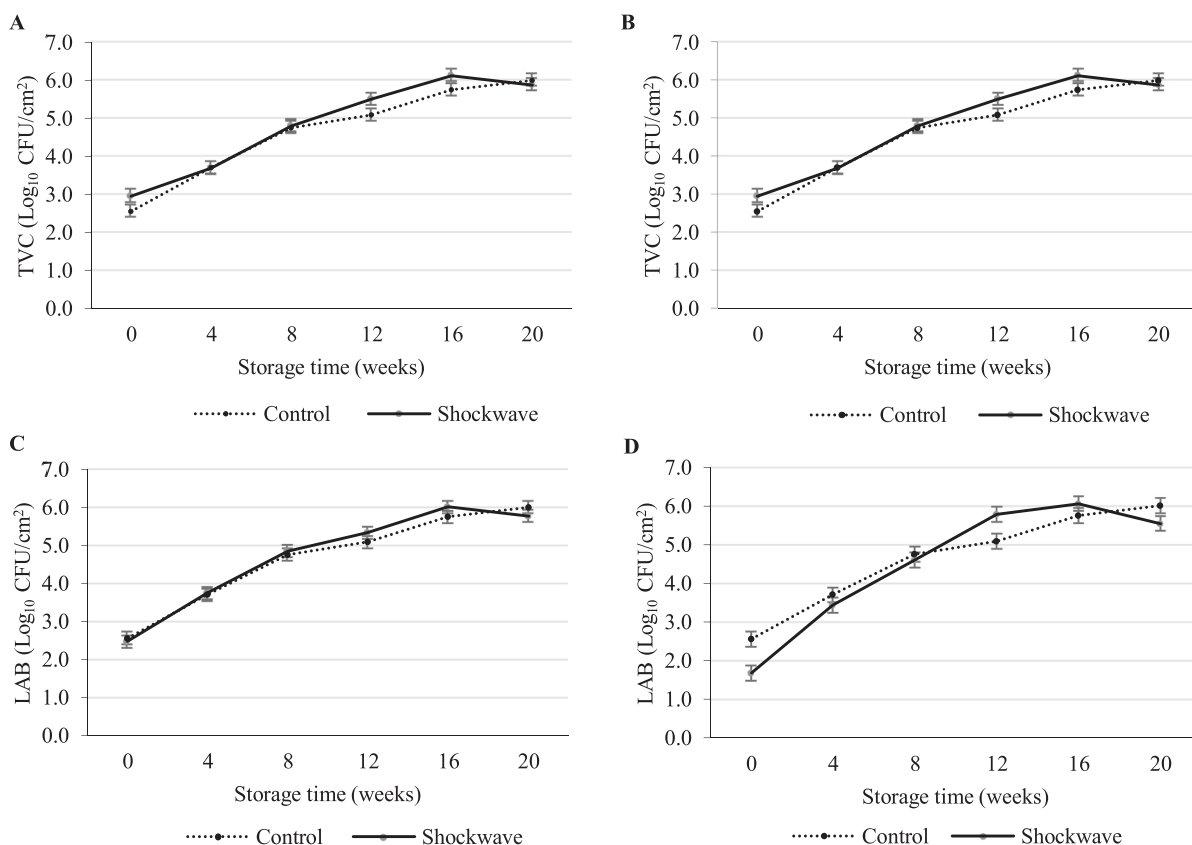 A
TVC (Log₁₀ CFU/cm²)
7.0
6.0
5.0
4.0
3.0
2.0
1.0
0.0
0 4 8 12 16 20
Storage time (weeks)
Control Shockwave
B
TVC (Log₁₀ CFU/cm²)
7.0
6.0
5.0
4.0
3.0
2.0
1.0
0.0
0 4 8 12 16 20
Storage time (weeks)
Control Shockwave
C
LAB (Log₁₀ CFU/cm²)
7.0
6.0
5.0
4.0
3.0
2.0
1.0
0.0
0 4 8 12 16 20
Storage time (weeks)
Control Shockwave
D
LAB (Log₁₀ CFU/cm²)
7.0
6.0
5.0
4.0
3.0
2.0
1.0
0.0
0 4 8 12 16 20
Storage time (weeks)
Control Shockwave